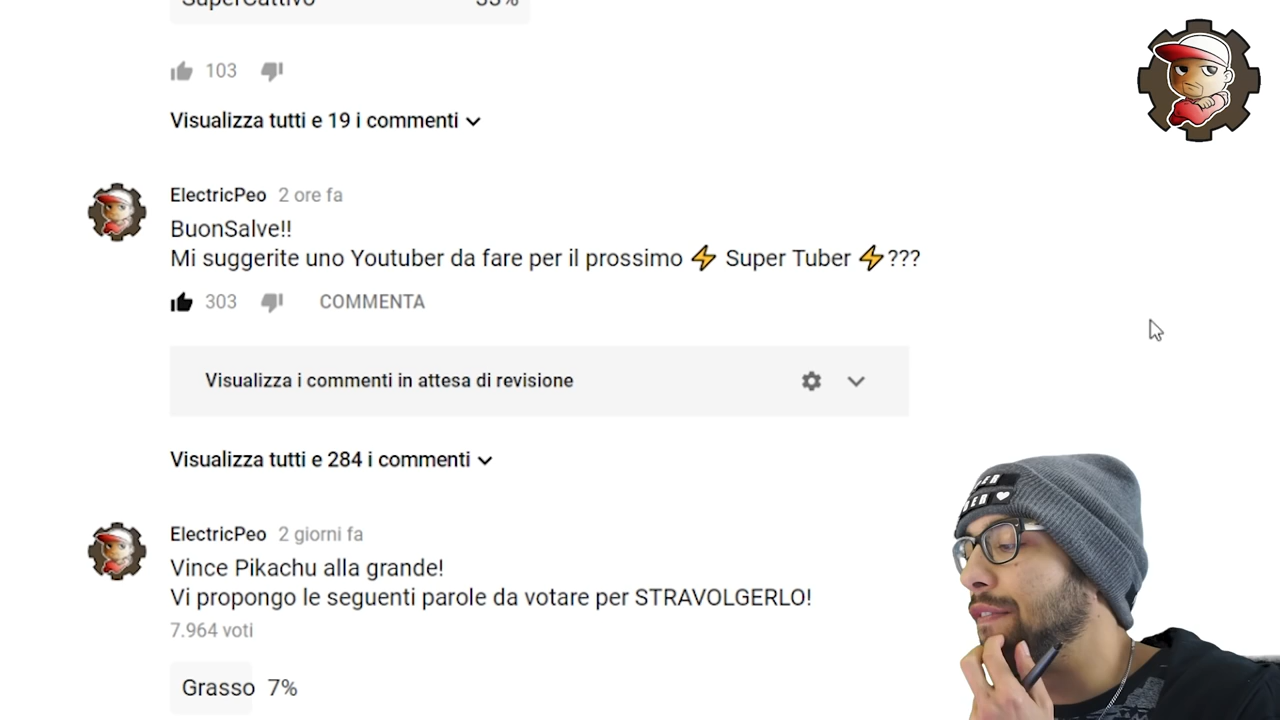 SuperCattivo 33%
103
Visualizza tutti e 19 i commenti
ElectricPeo 2 ore fa
BuonSalve!!
Mi suggerite uno Youtuber da fare per il prossimo ⚡ Super Tuber ⚡???
303 COMMENTA
Visualizza i commenti in attesa di revisione
Visualizza tutti e 284 i commenti
ElectricPeo 2 giorni fa
Vince Pikachu alla grande!
Vi propongo le seguenti parole da votare per STRAVOLGERLO!
7.964 voti
Grasso 7%